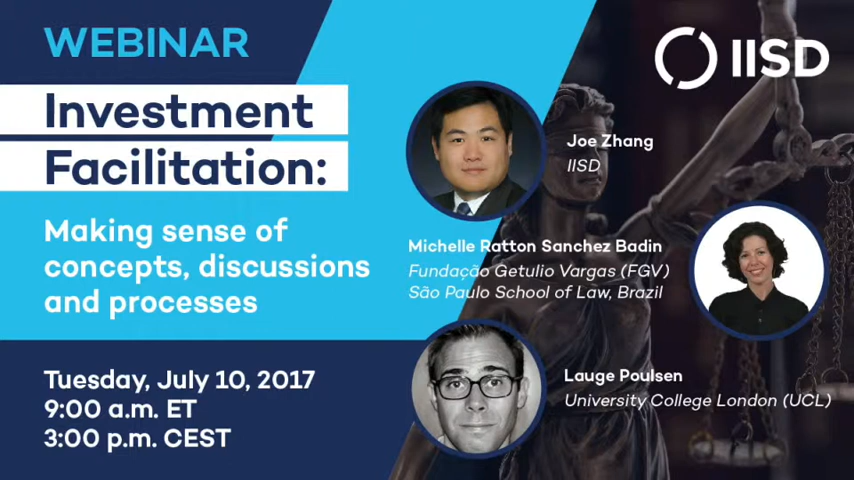 WEBINAR
IISD
Investment
Facilitation:
Making sense of
concepts, discussions
and processes
Tuesday, July 10, 2017
9:00 a.m. ET
3:00 p.m. CEST
Joe Zhang
IISD
Michelle Ratton Sanchez Badin
Fundação Getulio Vargas (FGV)
São Paulo School of Law, Brazil
Lauge Poulsen
University College London (UCL)